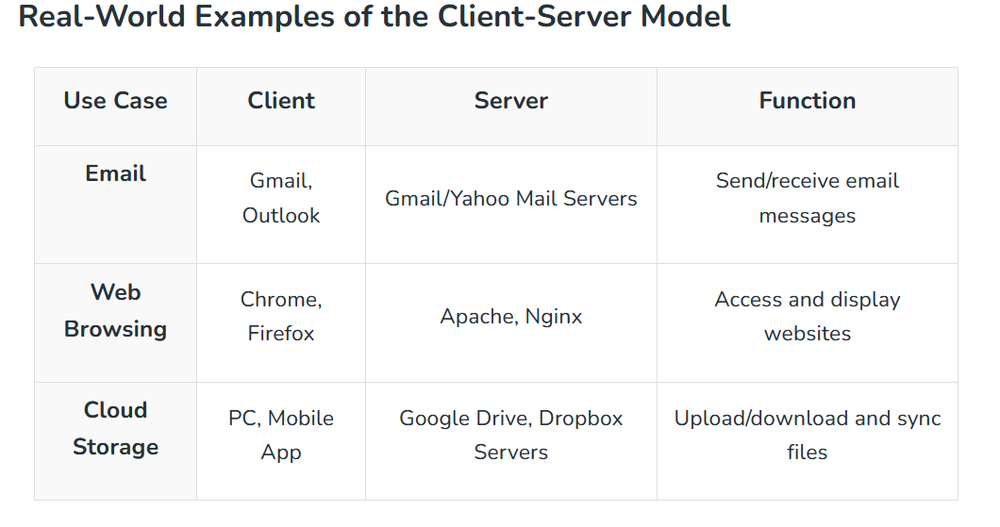 Real-World Examples of the Client-Server Model
Use Case Client Server Function
Email
Gmail,
Outlook
Gmail/Yahoo Mail Servers
Send/receive email
messages
Web
Browsing
Chrome,
Firefox
Apache, Nginx
Access and display
websites
Cloud
Storage
PC, Mobile
App
Google Drive, Dropbox
Servers
Upload/download and sync
files